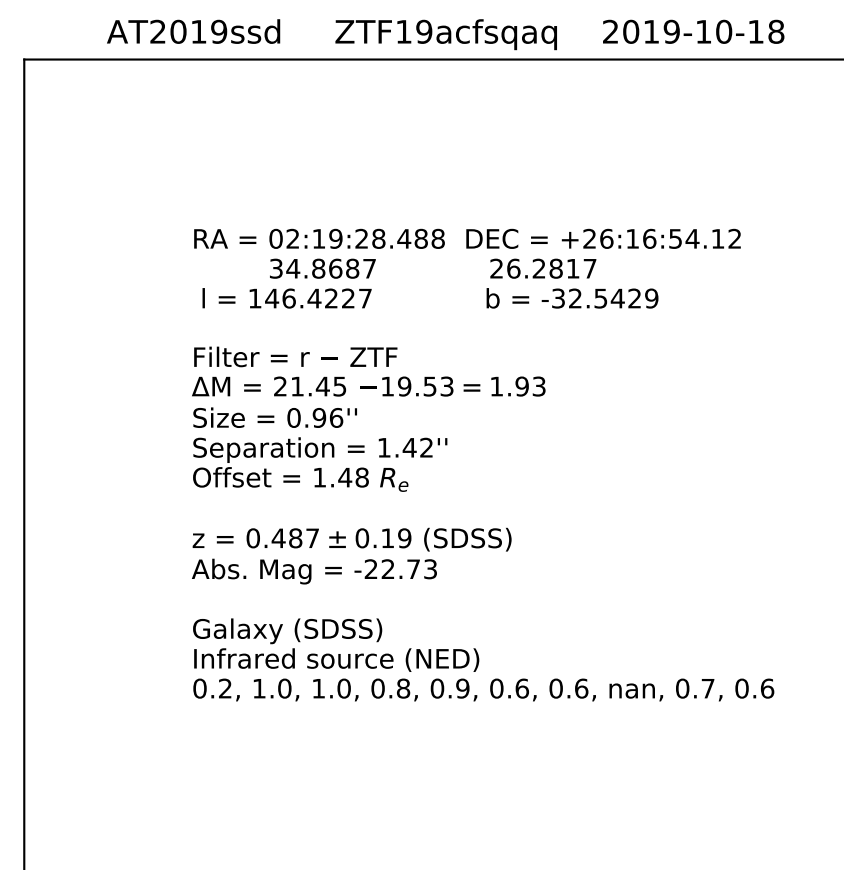 AT2019ssd ZTF19acfsqaq 2019-10-18
RA = 02:19:28.488 DEC = +26:16:54.12
34.8687 26.2817
l = 146.4227 b = -32.5429
Filter = r − ZTF
ΔM = 21.45 −19.53 = 1.93
Size = 0.96''
Separation = 1.42''
Offset = 1.48 Re
z = 0.487 ± 0.19 (SDSS)
Abs. Mag = -22.73
Galaxy (SDSS)
Infrared source (NED)
0.2, 1.0, 1.0, 0.8, 0.9, 0.6, 0.6, nan, 0.7, 0.6